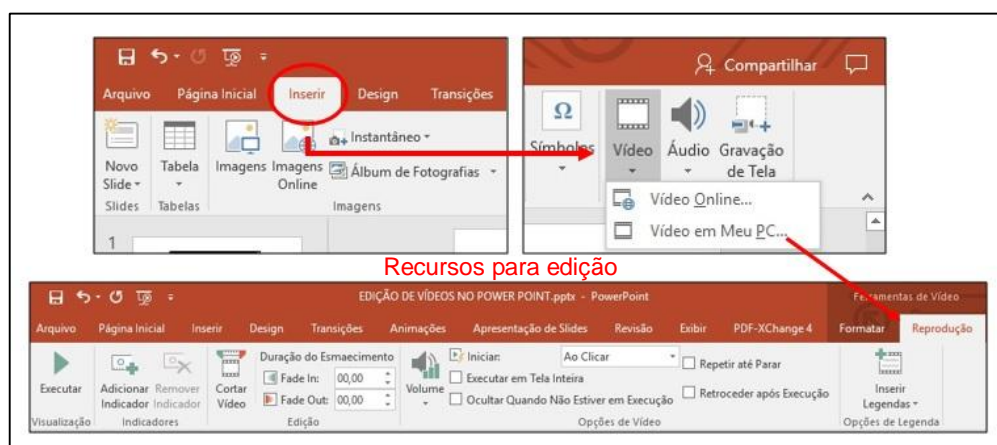 Arquivo Página Inicial Inserir Design Transições
Novo Slide Tabela Imagens Imagens Online Instantâneo Álbum de Fotografias
Slides Tabelas Imagens
1
Compartilhar
Ω
Símbolos Vídeo Áudio Gravação de Tela
Vídeo Online...
Vídeo em Meu PC...
Recursos para edição
EDIÇÃO DE VÍDEOS NO POWER POINT.pptx - PowerPoint Ferramentas de Vídeo
Arquivo Página Inicial Inserir Design Transições Animações Apresentação de Slides Revisão Exibir PDF-XChange 4 Formatar Reprodução
Executar
Adicionar Indicador
Remover Indicador
Cortar Vídeo
Duração do Esmaecimento
Fade In: 00,00
Fade Out: 00,00
Volume
Iniciar: Ao Clicar
Executar em Tela Inteira
Ocultar Quando Não Estiver em Execução
Repetir até Parar
Retroceder após Execução
Inserir Legendas
Visualização Indicadores Edição Opções de Vídeo Opções de Legenda